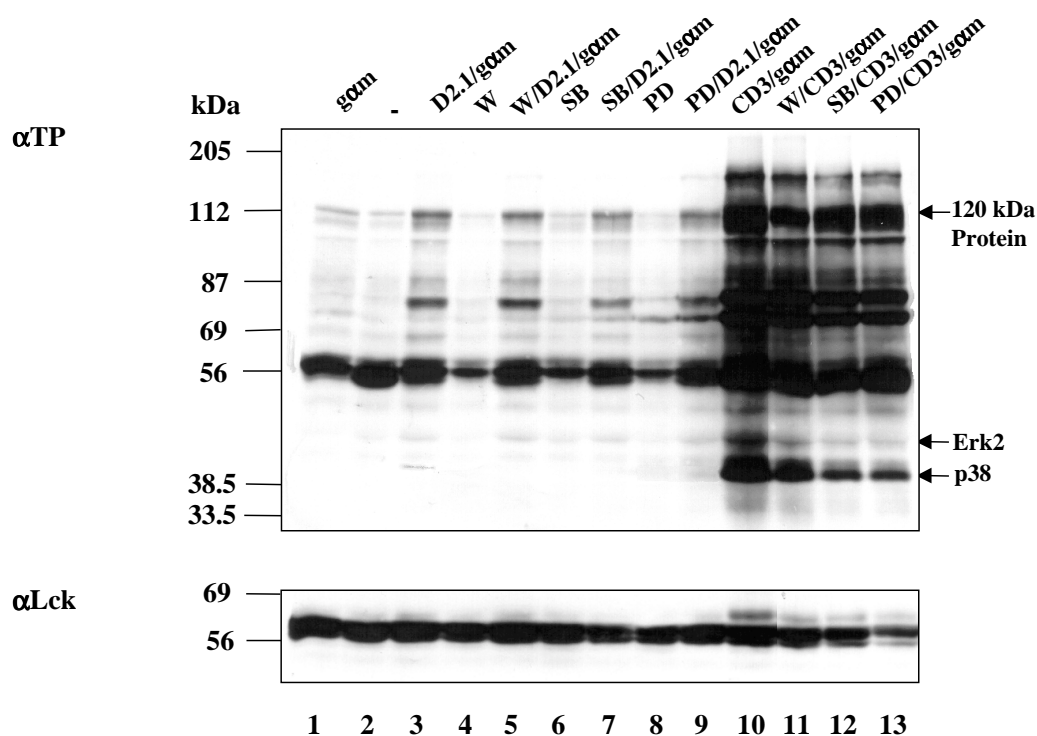 gαm
-
D2.1/gαm
W
W/D2.1/gαm
SB
SB/D2.1/gαm
PD
PD/D2.1/gαm
CD3/gαm
W/CD3/gαm
SB/CD3/gαm
PD/CD3/gαm
kDa
αTP
205
112
87
69
56
38.5
33.5
120 kDa
Protein
Erk2
p38
αLck
69
56
1 2 3 4 5 6 7 8 9 10 11 12 13